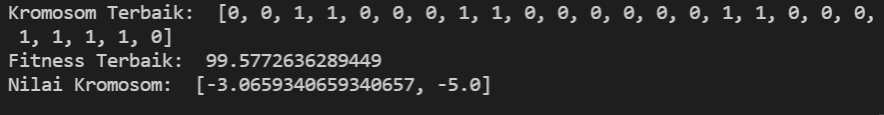 Kromosom Terbaik:  [0, 0, 1, 1, 0, 0, 0, 1, 1, 0, 0, 0, 0, 0, 0, 1, 1, 0, 0, 0,
 1, 1, 1, 1, 0]
Fitness Terbaik:  99.5772636289449
Nilai Kromosom:  [-3.0659340659340657, -5.0]